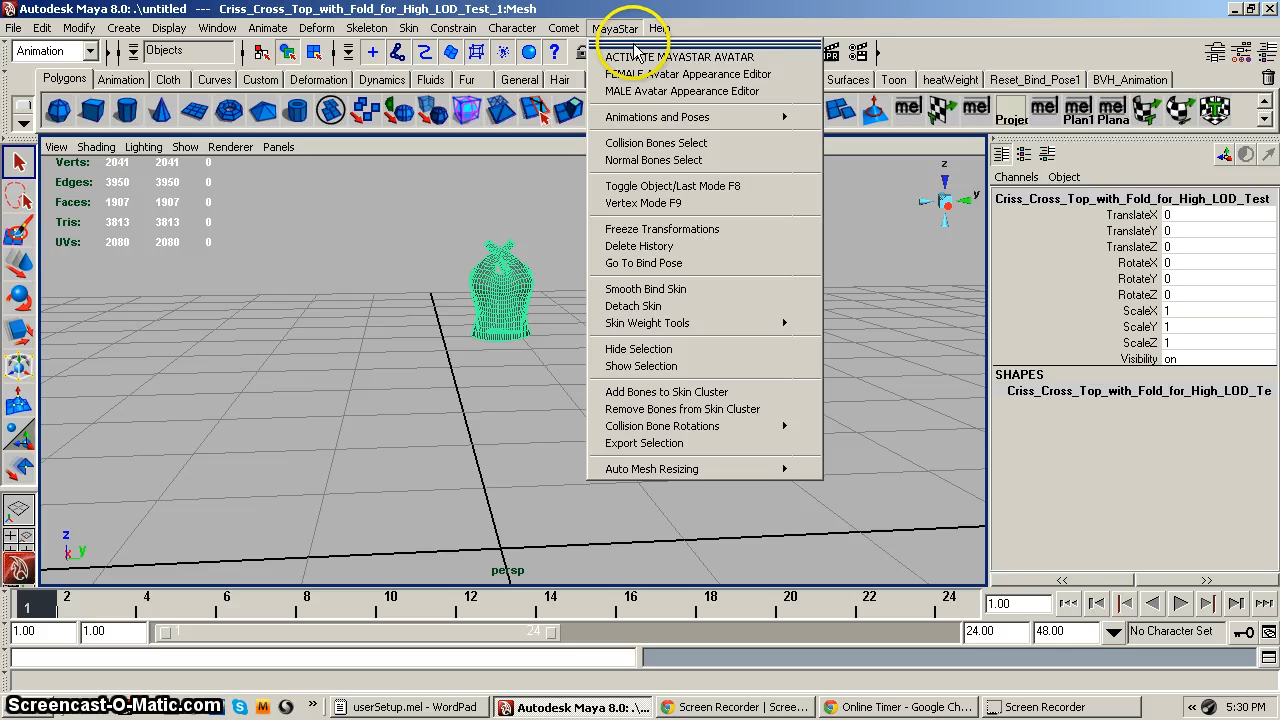 Autodesk Maya 8.0: .\untitled --- Criss_Cross_Top_with_Fold_for_High_LOD_Test_1:Mesh
File Edit Modify Create Display Window Animate Deform Skeleton Skin Constrain Character Comet MayaStar Help
Animation Objects
Polygons Animation Curves Custom Deformation Dynamics Fluids Fur General Hair Surfaces Toon heatWeight Reset_Bind_Pose1 BVH_Animation
mel mel Projec mel mel mel
Plan1 Plana
View Shading Lighting Show Renderer Panels
Verts: 2041 2041 0
Edges: 3950 3950 0
Faces: 1907 1907 0
Tris: 3813 3813 0
UVs: 2080 2080 0
ACTIVATE MAYASTAR AVATAR
FEMALE Avatar Appearance Editor
MALE Avatar Appearance Editor
Animations and Poses
Collision Bones Select
Normal Bones Select
Toggle Object/Last Mode F8
Vertex Mode F9
Freeze Transformations
Delete History
Go To Bind Pose
Smooth Bind Skin
Detach Skin
Skin Weight Tools
Hide Selection
Show Selection
Add Bones to Skin Cluster
Remove Bones from Skin Cluster
Collision Bone Rotations
Export Selection
Auto Mesh Resizing
z
y
Channels Object
Criss_Cross_Top_with_Fold_for_High_LOD_Test
TranslateX 0
TranslateY 0
TranslateZ 0
RotateX 0
RotateY 0
RotateZ 0
ScaleX 1
ScaleY 1
ScaleZ 1
Visibility on
SHAPES
Criss_Cross_Top_with_Fold_for_High_LOD_Te
z
x y
persp
<< >>
1 2 4 6 8 10 12 14 16 18 20 22 24 1.00
1.00 1.00 1 24 24.00 48.00 No Character Set
Screencast-O-Matic.com
userSetup.mel - WordPad
Autodesk Maya 8.0: .\...
Screen Recorder | Scree...
Online Timer - Google Ch...
Screen Recorder
5:30 PM